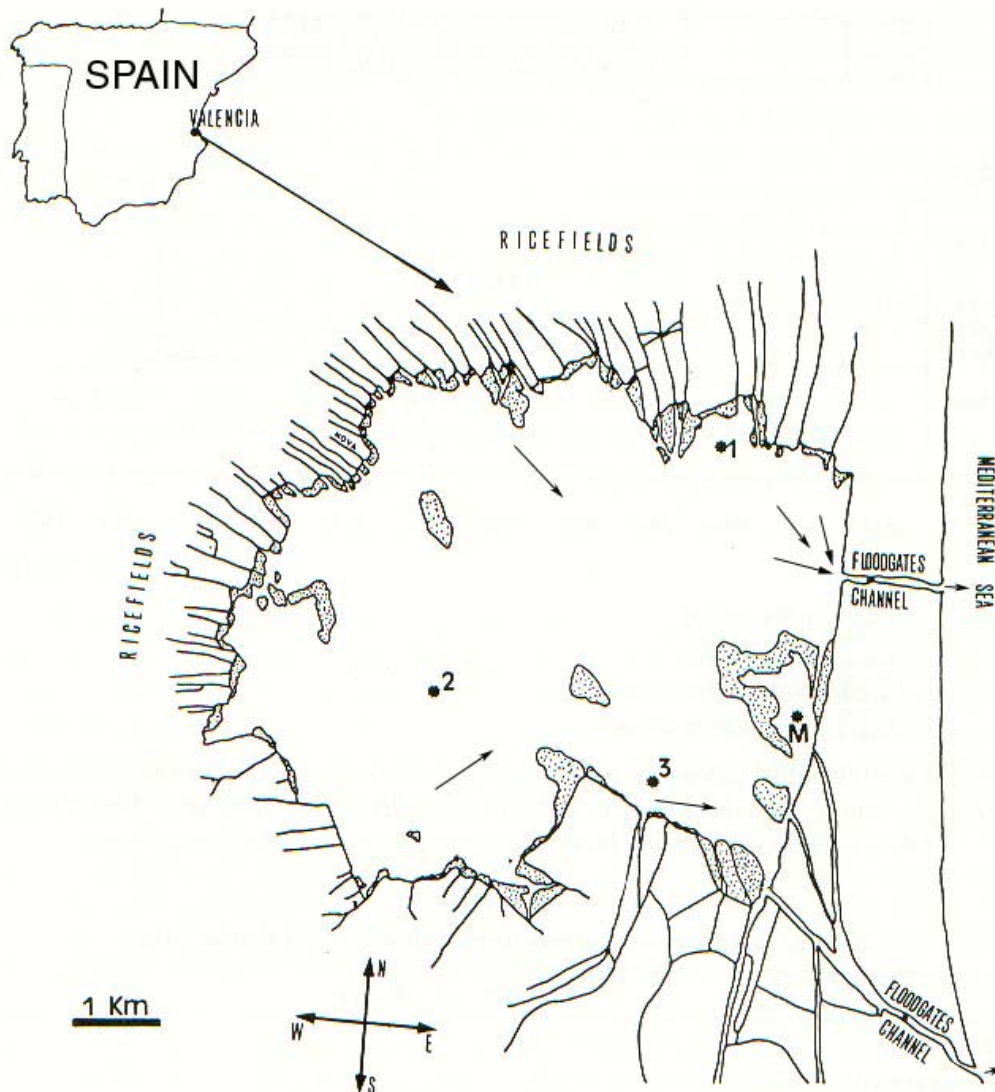 SPAIN
VALENCIA
RICEFIELDS
RICEFIELDS
1
FLOODGATES
CHANNEL
MEDITERRANEAN SEA
2
M
3
N
W
E
S
1 Km
FLOODGATES
CHANNEL